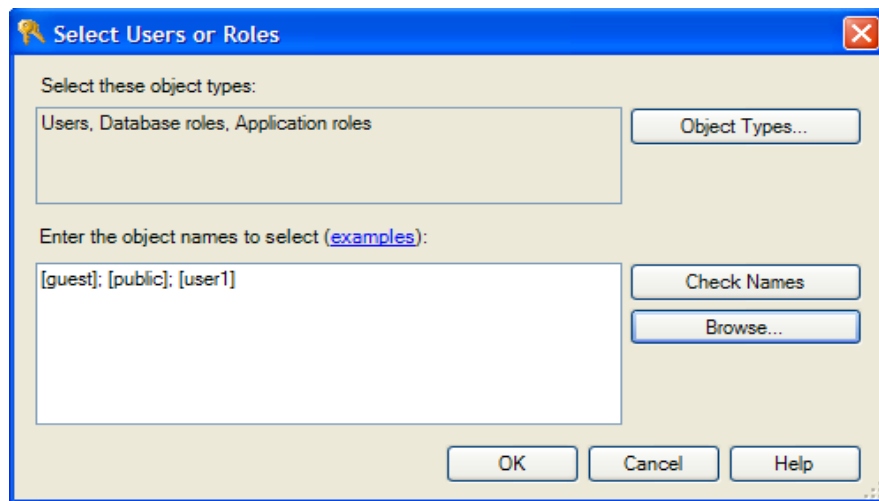 Select Users or Roles
Select these object types:
Users, Database roles, Application roles
Object Types...
Enter the object names to select (examples):
[guest]; [public]; [user1]
Check Names
Browse...
OK
Cancel
Help